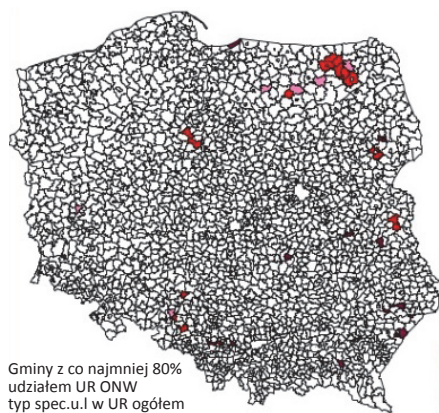 Gminy z co najmniej 80%
udziałem UR ONW
typ spec.u.l w UR ogółem